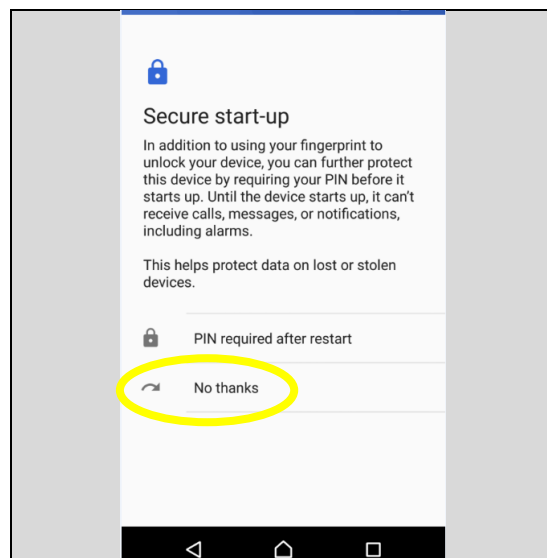 Secure start-up
In addition to using your fingerprint to
unlock your device, you can further protect
this device by requiring your PIN before it
starts up. Until the device starts up, it can't
receive calls, messages, or notifications,
including alarms.
This helps protect data on lost or stolen
devices.
PIN required after restart
No thanks